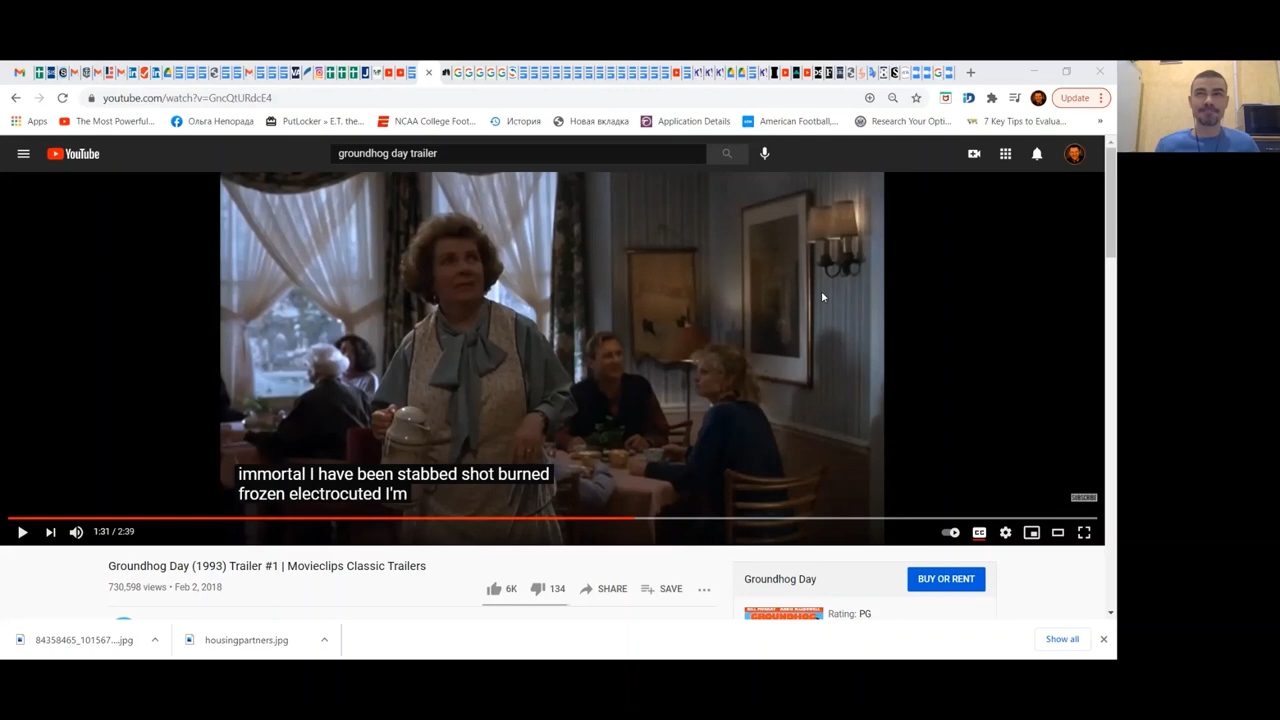 youtube.com/watch?v=GncQtURdcE4
Update
Apps
The Most Powerful...
Ольга Непорада
PutLocker » E.T. the...
NCAA College Foot...
История
Новая вкладка
Application Details
American Football,...
Research Your Opti...
7 Key Tips to Evalua...
»
YouTube
groundhog day trailer
immortal I have been stabbed shot burned
frozen electrocuted I'm
SUBSCRIBE
1:31 / 2:39
CC
Groundhog Day (1993) Trailer #1 | Movieclips Classic Trailers
730,598 views • Feb 2, 2018
6K
134
SHARE
SAVE
Groundhog Day
BUY OR RENT
Rating: PG
GROUNDHOG
84358465_101567....jpg
housingpartners.jpg
Show all